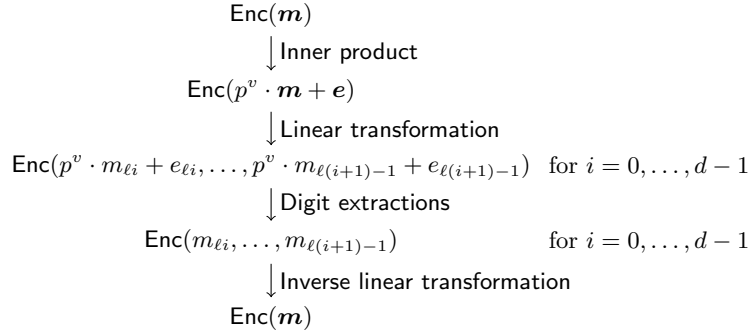 Enc(m)
Inner product
Enc(p^v · m + e)
Linear transformation
Enc(p^v · m_{ℓi} + e_{ℓi}, . . . , p^v · m_{ℓ(i+1)−1} + e_{ℓ(i+1)−1}) for i = 0, . . . , d − 1
Digit extractions
Enc(m_{ℓi}, . . . , m_{ℓ(i+1)−1}) for i = 0, . . . , d − 1
Inverse linear transformation
Enc(m)